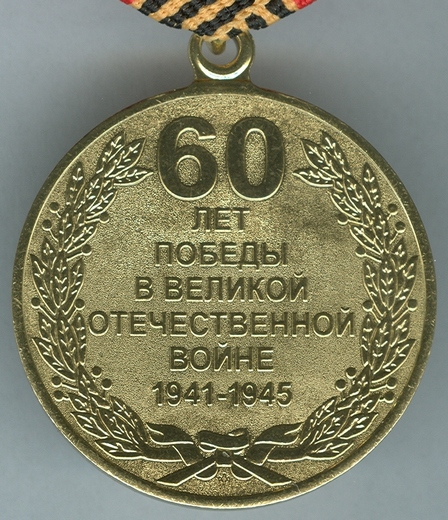 60
ЛЕТ
ПОБЕДЫ
В ВЕЛИКОЙ
ОТЕЧЕСТВЕННОЙ
ВОЙНЕ
1941-1945